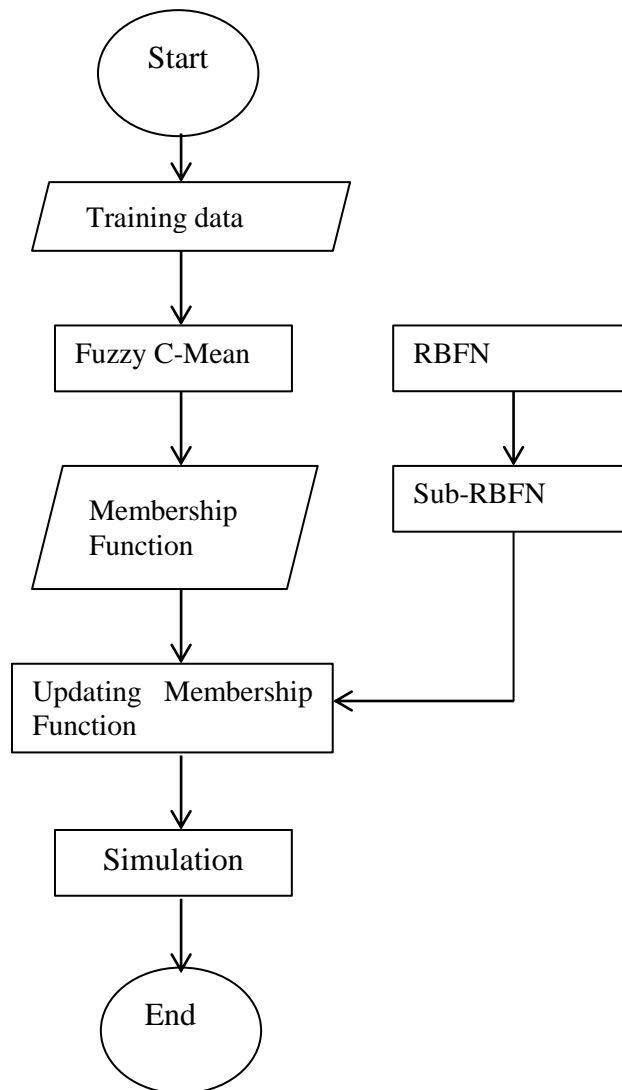 Start
Training data
Fuzzy C-Mean
RBFN
Membership
Function
Sub-RBFN
Updating Membership
Function
Simulation
End